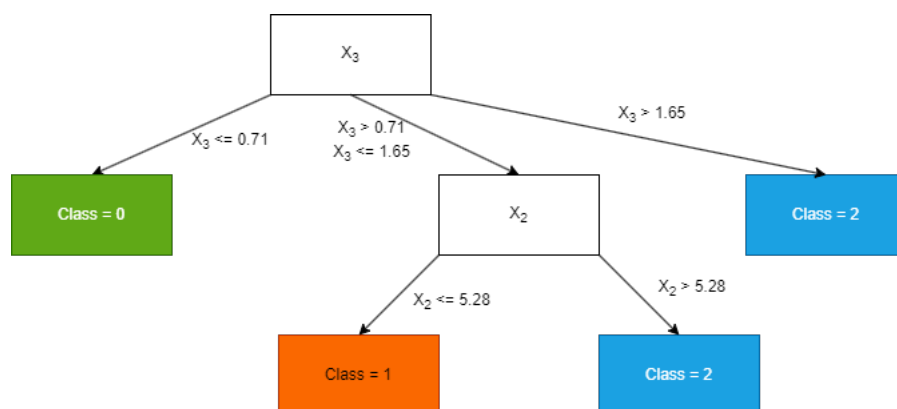 X₃
X₃ <= 0.71
X₃ > 0.71
X₃ <= 1.65
X₃ > 1.65
Class = 0
X₂
Class = 2
X₂ <= 5.28
X₂ > 5.28
Class = 1
Class = 2